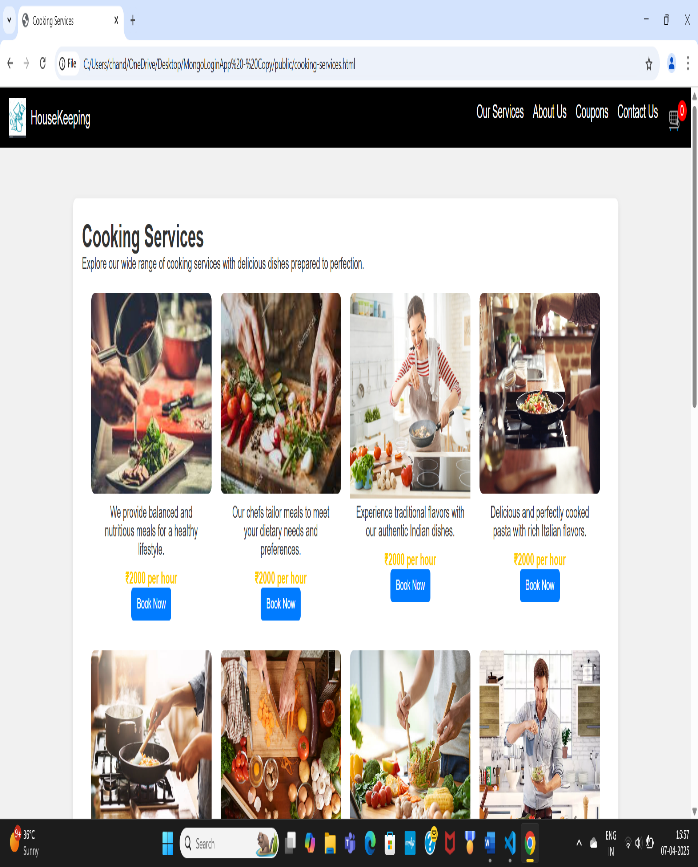 Cooking Services
File
C:/Users/chand/OneDrive/Desktop/MongoLoginApp%20-%20Copy/public/cooking-services.html
HouseKeeping
Our Services About Us Coupons Contact Us
0
Cooking Services
Explore our wide range of cooking services with delicious dishes prepared to perfection.
We provide balanced and
nutritious meals for a healthy
lifestyle.
₹2000 per hour
Book Now
Our chefs tailor meals to meet
your dietary needs and
preferences.
₹2000 per hour
Book Now
Experience traditional flavors with
our authentic Indian dishes.
₹2000 per hour
Book Now
Delicious and perfectly cooked
pasta with rich Italian flavors.
₹2000 per hour
Book Now
9+
36°C
Sunny
Search
ENG
IN
15:57
07-04-2025